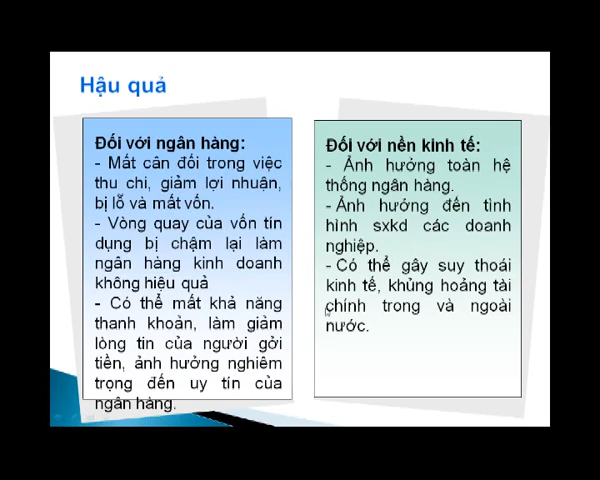 Hậu quả
Đối với ngân hàng:
- Mất cân đối trong việc
thu chi, giảm lợi nhuận,
bị lỗ và mất vốn.
- Vòng quay của vốn tín
dụng bị chậm lại làm
ngân hàng kinh doanh
không hiệu quả
- Có thể mất khả năng
thanh khoản, làm giảm
lòng tin của người gởi
tiền, ảnh hưởng nghiêm
trọng đến uy tín của
ngân hàng.
Đối với nền kinh tế:
- Ảnh hưởng toàn hệ
thống ngân hàng.
- Ảnh hưởng đến tình
hình sxkd các doanh
nghiệp.
- Có thể gây suy thoái
kinh tế, khủng hoảng tài
chính trong và ngoài
nước.